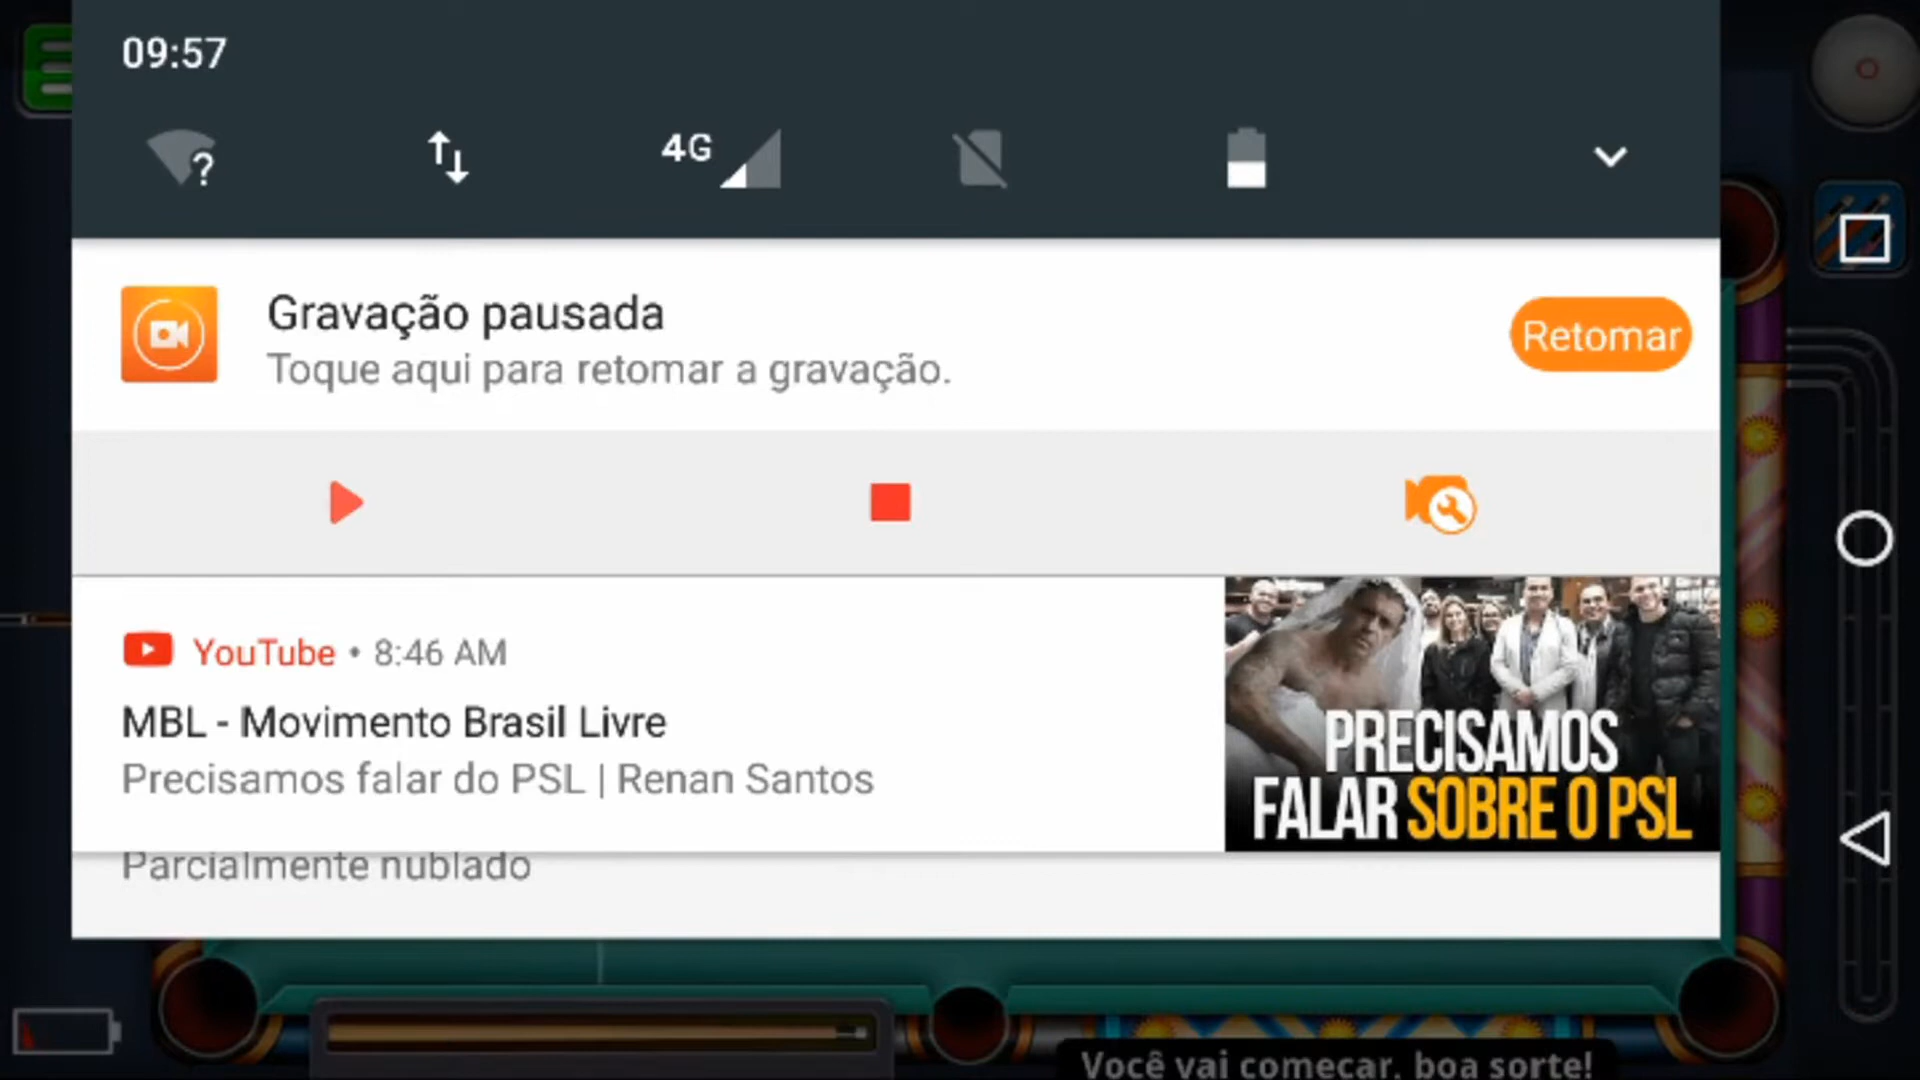 09:57
4G
?
Gravação pausada
Toque aqui para retomar a gravação.
Retomar
YouTube • 8:46 AM
MBL - Movimento Brasil Livre
Precisamos falar do PSL | Renan Santos
PRECISAMOS
FALAR SOBRE O PSL
Parcialmente nublado
Você vai começar. boa sorte!